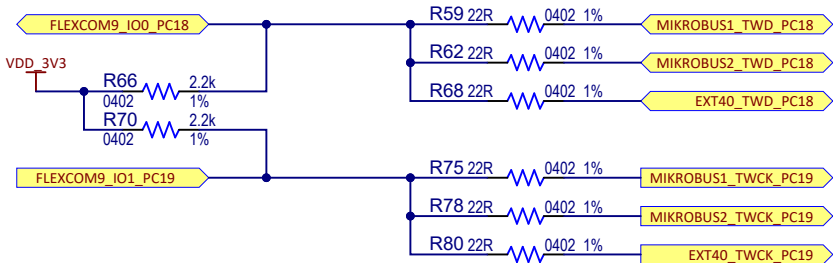 FLEXCOM9_IO0_PC18 R59 22R 0402 1% MIKROBUS1_TWD_PC18
R62 22R 0402 1% MIKROBUS2_TWD_PC18
VDD_3V3
R66 2.2k R68 22R 0402 1% EXT40_TWD_PC18
0402 1%
R70 2.2k
0402 1%
FLEXCOM9_IO1_PC19 R75 22R 0402 1% MIKROBUS1_TWCK_PC19
R78 22R 0402 1% MIKROBUS2_TWCK_PC19
R80 22R 0402 1% EXT40_TWCK_PC19